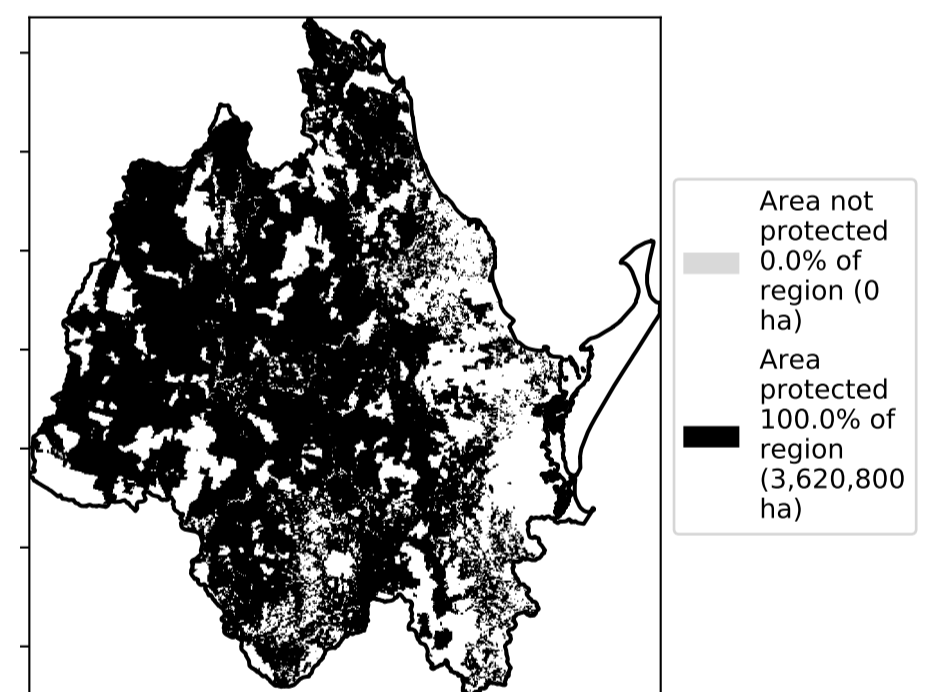 Area not
protected
0.0% of
region (0
ha)
Area
protected
100.0% of
region
(3,620,800
ha)